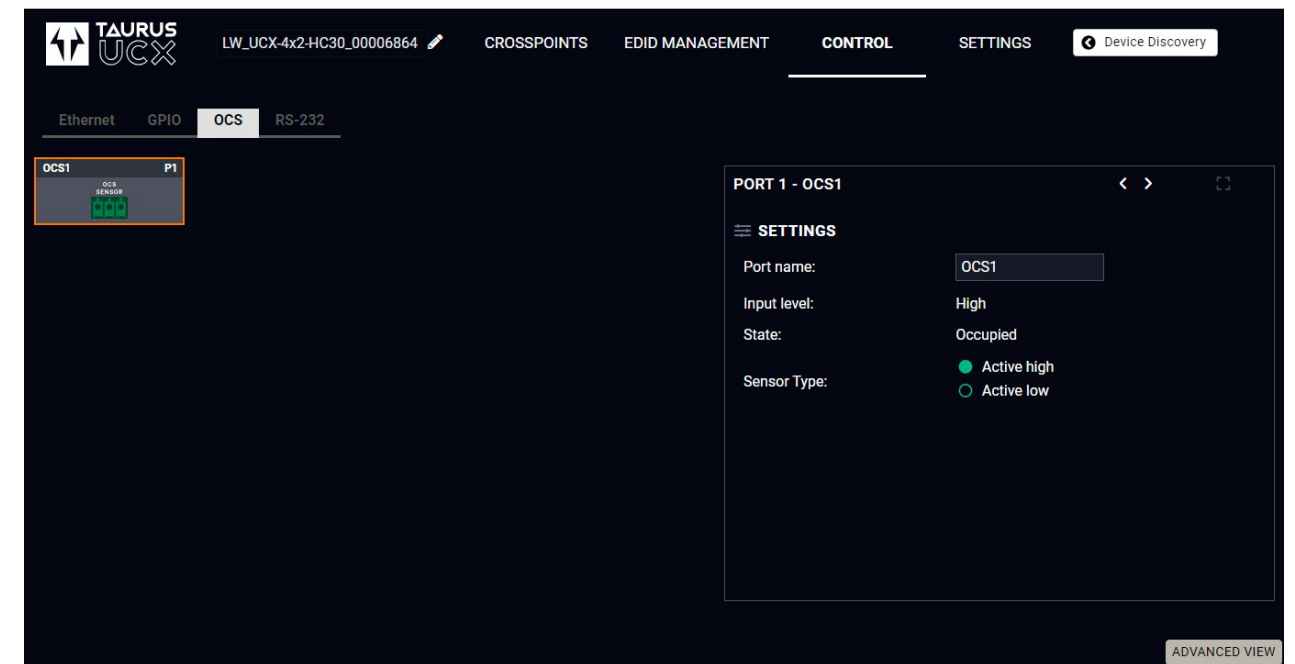 TAURUS
UCX
LW_UCX-4x2-HC30_00006864
CROSSPOINTS
EDID MANAGEMENT
CONTROL
SETTINGS
Device Discovery
Ethernet
GPIO
OCS
RS-232
OCS1 P1
OCS
SENSOR
PORT 1 - OCS1
SETTINGS
Port name: OCS1
Input level: High
State: Occupied
Sensor Type:
Active high
Active low
ADVANCED VIEW